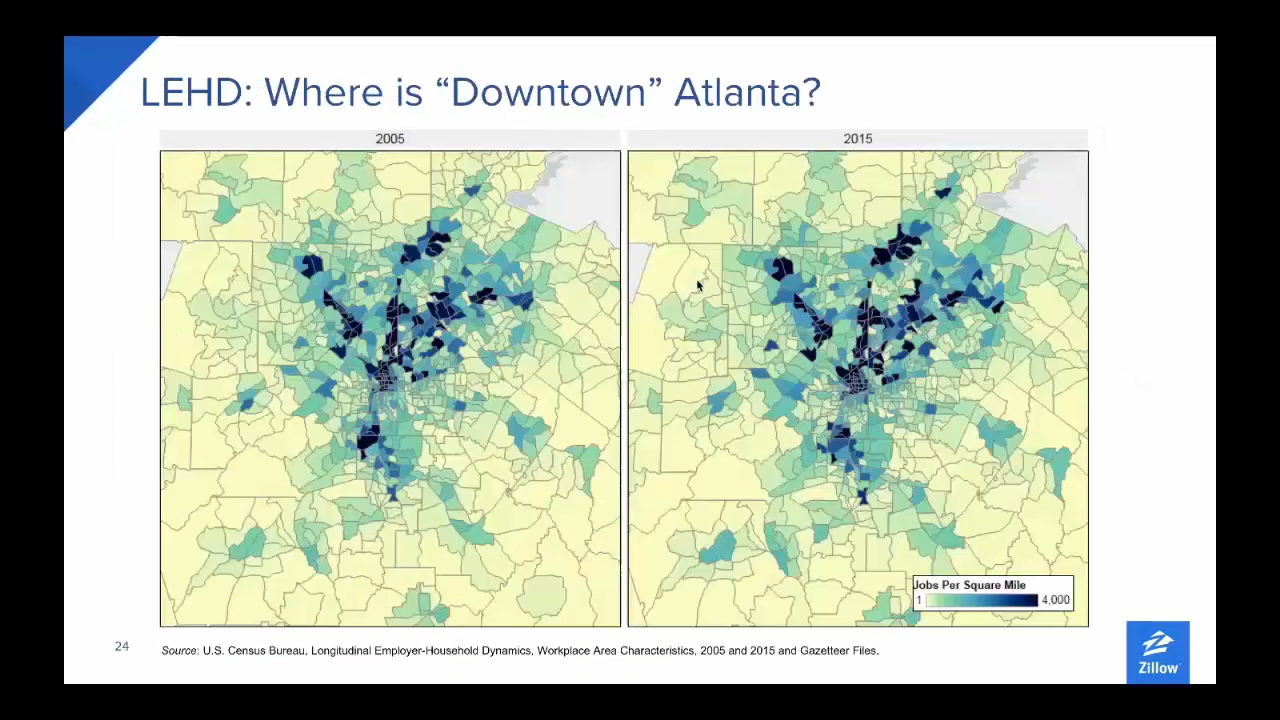 LEHD: Where is “Downtown” Atlanta?
2005
2015
Jobs Per Square Mile
1
4,000
24
Source: U.S. Census Bureau, Longitudinal Employer-Household Dynamics, Workplace Area Characteristics, 2005 and 2015 and Gazetteer Files.
Zillow